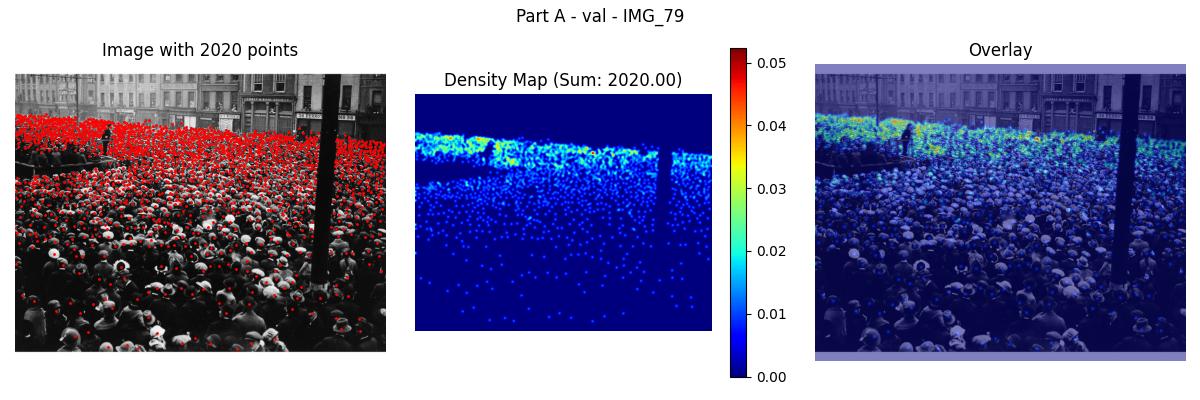 Part A - val - IMG_79
Image with 2020 points
Density Map (Sum: 2020.00)
0.05
0.04
0.03
0.02
0.01
0.00
Overlay